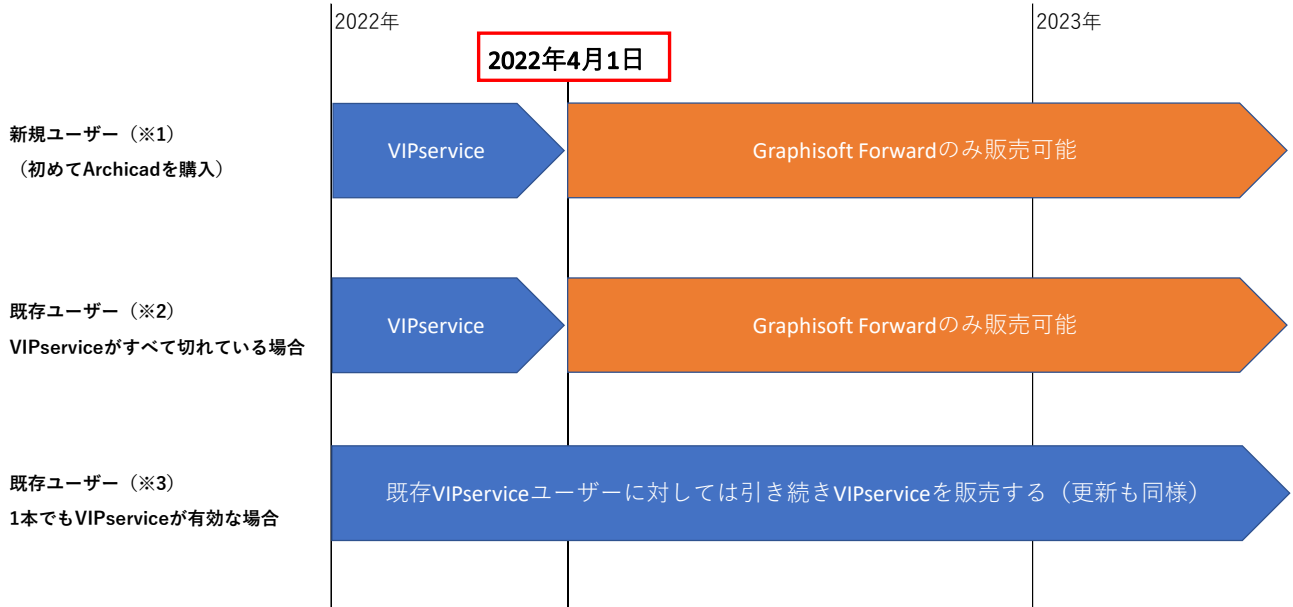 2022年
2023年
2022年4月1日
新規ユーザー（※1）
（初めてArchicadを購入）
VIPservice
Graphisoft Forwardのみ販売可能
既存ユーザー（※2）
VIPserviceがすべて切れている場合
VIPservice
Graphisoft Forwardのみ販売可能
既存ユーザー（※3）
1本でもVIPserviceが有効な場合
既存VIPserviceユーザーに対しては引き続きVIPserviceを販売する（更新も同様）